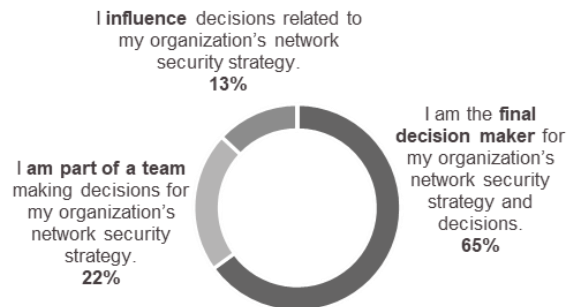 I influence decisions related to
my organization's network
security strategy.
13%
I am the final
decision maker for
my organization's
network security
strategy and
decisions.
65%
I am part of a team
making decisions for
my organization's
network security
strategy.
22%